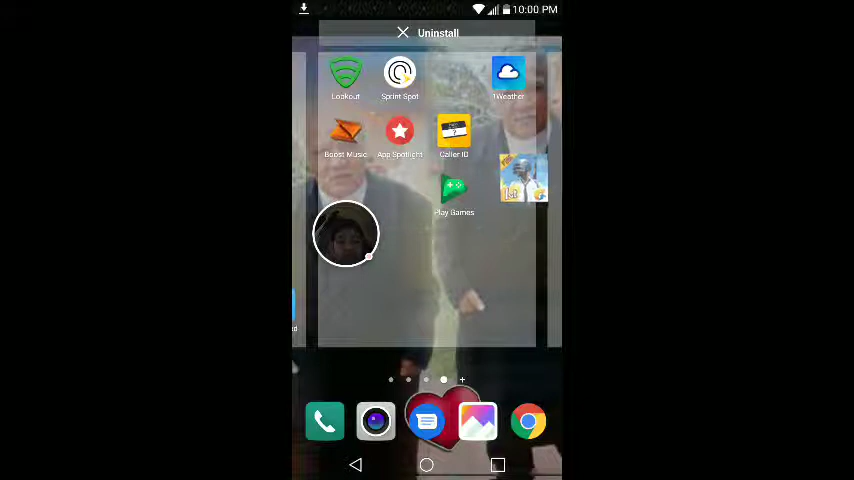 10:00 PM
Uninstall
Lookout
Sprint Spot
1Weather
Boost Music
App Spotlight
Caller ID
Play Games